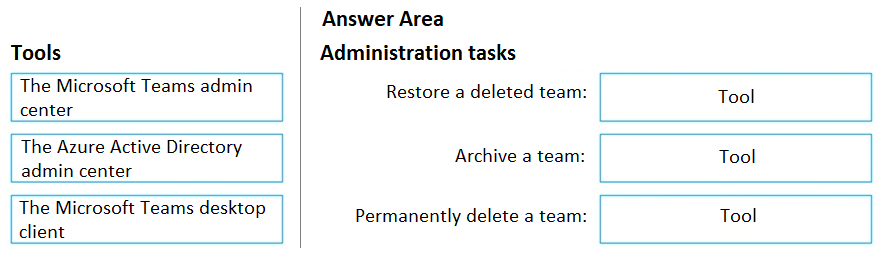 Answer Area
Tools
Administration tasks
The Microsoft Teams admin
center
Restore a deleted team:
Tool
The Azure Active Directory
admin center
Archive a team:
Tool
The Microsoft Teams desktop
client
Permanently delete a team:
Tool